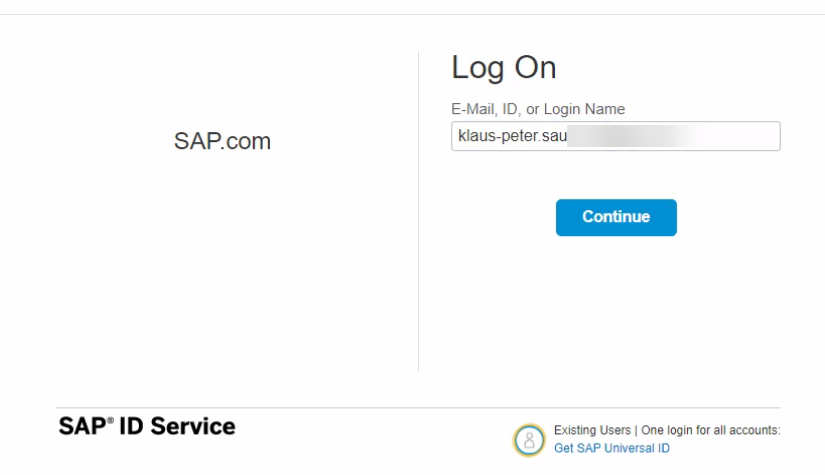 Log On
E-Mail, ID, or Login Name
klaus-peter.sau
SAP.com
Continue
SAP® ID Service
Existing Users | One login for all accounts:
Get SAP Universal ID